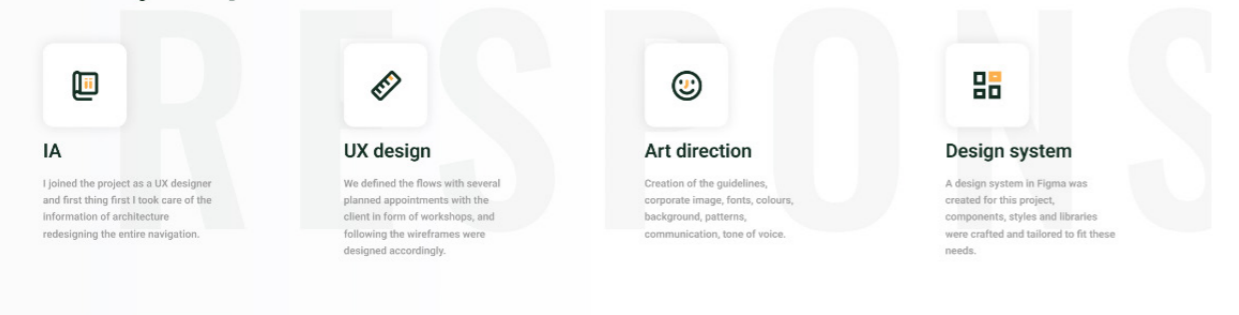 RESPONS
IA
I joined the project as a UX designer
and first thing first I took care of the
information of architecture
redesigning the entire navigation.
UX design
We defined the flows with several
planned appointments with the
client in form of workshops, and
following the wireframes were
designed accordingly.
Art direction
Creation of the guidelines,
corporate image, fonts, colours,
background, patterns,
communication, tone of voice.
Design system
A design system in Figma was
created for this project,
components, styles and libraries
were crafted and tailored to fit these
needs.